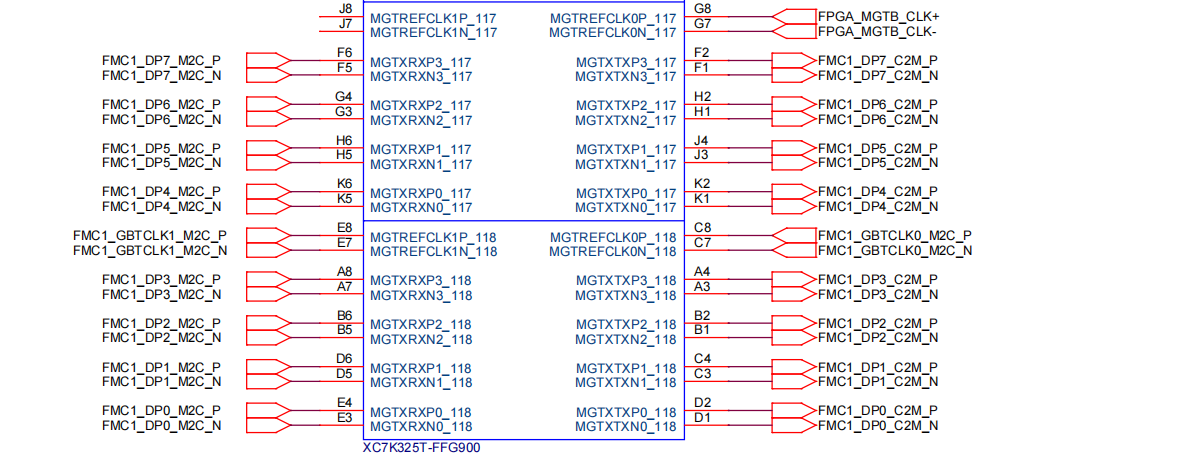 J8 MGTREFCLK1P_117 MGTREFCLK0P_117 G8 FPGA_MGTB_CLK+
J7 MGTREFCLK1N_117 MGTREFCLK0N_117 G7 FPGA_MGTB_CLK-
FMC1_DP7_M2C_P F6 MGTXRXP3_117 MGTXTXP3_117 F2 FMC1_DP7_C2M_P
FMC1_DP7_M2C_N F5 MGTXRXN3_117 MGTXTXN3_117 F1 FMC1_DP7_C2M_N
FMC1_DP6_M2C_P G4 MGTXRXP2_117 MGTXTXP2_117 H2 FMC1_DP6_C2M_P
FMC1_DP6_M2C_N G3 MGTXRXN2_117 MGTXTXN2_117 H1 FMC1_DP6_C2M_N
FMC1_DP5_M2C_P H6 MGTXRXP1_117 MGTXTXP1_117 J4 FMC1_DP5_C2M_P
FMC1_DP5_M2C_N H5 MGTXRXN1_117 MGTXTXN1_117 J3 FMC1_DP5_C2M_N
FMC1_DP4_M2C_P K6 MGTXRXP0_117 MGTXTXP0_117 K2 FMC1_DP4_C2M_P
FMC1_DP4_M2C_N K5 MGTXRXN0_117 MGTXTXN0_117 K1 FMC1_DP4_C2M_N
FMC1_GBTCLK1_M2C_P E8 MGTREFCLK1P_118 MGTREFCLK0P_118 C8 FMC1_GBTCLK0_M2C_P
FMC1_GBTCLK1_M2C_N E7 MGTREFCLK1N_118 MGTREFCLK0N_118 C7 FMC1_GBTCLK0_M2C_N
FMC1_DP3_M2C_P A8 MGTXRXP3_118 MGTXTXP3_118 A4 FMC1_DP3_C2M_P
FMC1_DP3_M2C_N A7 MGTXRXN3_118 MGTXTXN3_118 A3 FMC1_DP3_C2M_N
FMC1_DP2_M2C_P B6 MGTXRXP2_118 MGTXTXP2_118 B2 FMC1_DP2_C2M_P
FMC1_DP2_M2C_N B5 MGTXRXN2_118 MGTXTXN2_118 B1 FMC1_DP2_C2M_N
FMC1_DP1_M2C_P D6 MGTXRXP1_118 MGTXTXP1_118 C4 FMC1_DP1_C2M_P
FMC1_DP1_M2C_N D5 MGTXRXN1_118 MGTXTXN1_118 C3 FMC1_DP1_C2M_N
FMC1_DP0_M2C_P E4 MGTXRXP0_118 MGTXTXP0_118 D2 FMC1_DP0_C2M_P
FMC1_DP0_M2C_N E3 MGTXRXN0_118 MGTXTXN0_118 D1 FMC1_DP0_C2M_N
XC7K325T-FFG900